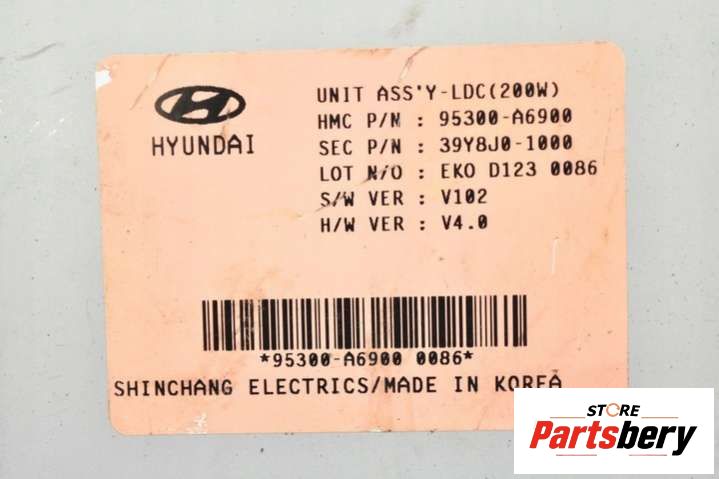 HYUNDAI
UNIT ASS'Y-LDC(200W)
HMC P/N : 95300-A6900
SEC P/N : 39Y8J0-1000
LOT N/O : EKO D123 0086
S/W VER : V102
H/W VER : V4.0
*95300-A6900 0086*
SHINCHANG ELECTRICS/MADE IN KOREA
STORE
Partsbery